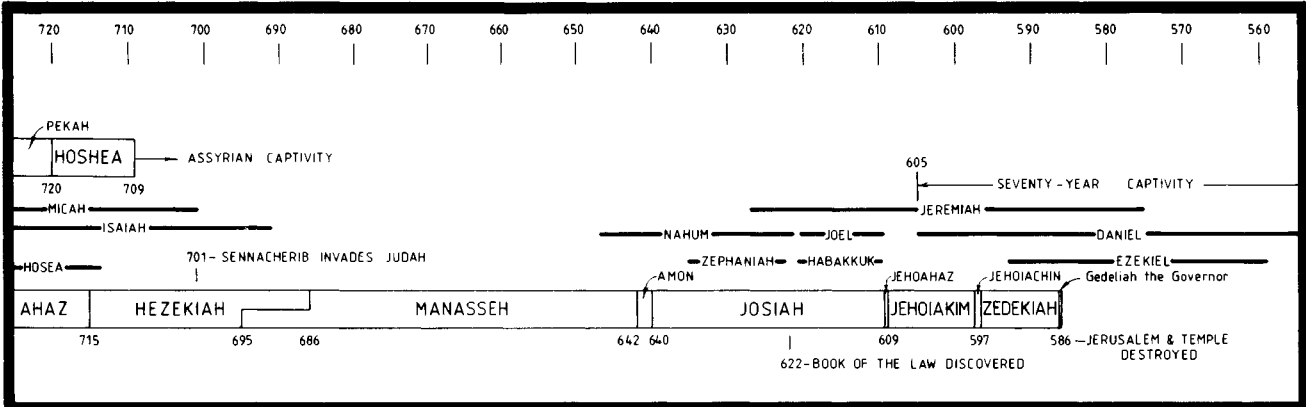 720 710 700 690 680 670 660 650 640 630 620 610 600 590 580 570 560
PEKAH
HOSHEA
ASSYRIAN CAPTIVITY
720 709
605
SEVENTY-YEAR CAPTIVITY
MICAH
JEREMIAH
ISAIAH
NAHUM JOEL DANIEL
701- SENNACHERIB INVADES JUDAH
HOSEA
ZEPHANIAH HABAKKUK EZEKIEL
AMON
JEHOAHAZ JEHOIACHIN Gedeliah the Governor
AHAZ HEZEKIAH MANASSEH JOSIAH JEHOIAKIM ZEDEKIAH
715 695 686 642 640 609 597 586 —JERUSALEM & TEMPLE
DESTROYED
622-BOOK OF THE LAW DISCOVERED